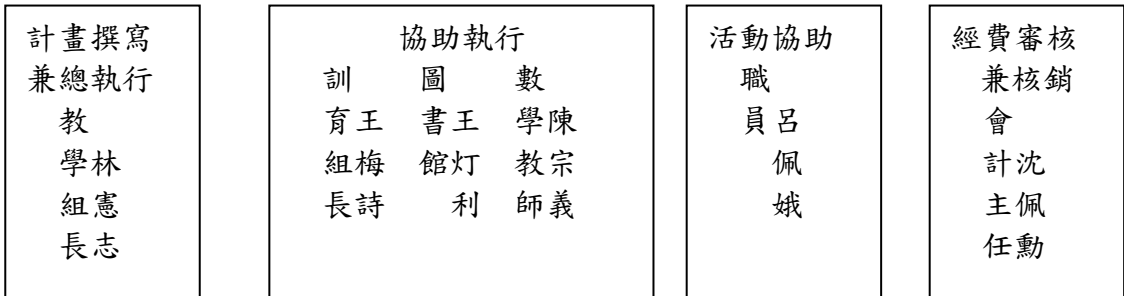 計畫撰寫
兼總執行
教學組長
林憲志
協助執行
訓育組長
王梅詩
圖書館
王灯利
數學教師
陳宗義
活動協助
職員
呂佩娥
經費審核
兼核銷
會計主任
沈佩勳